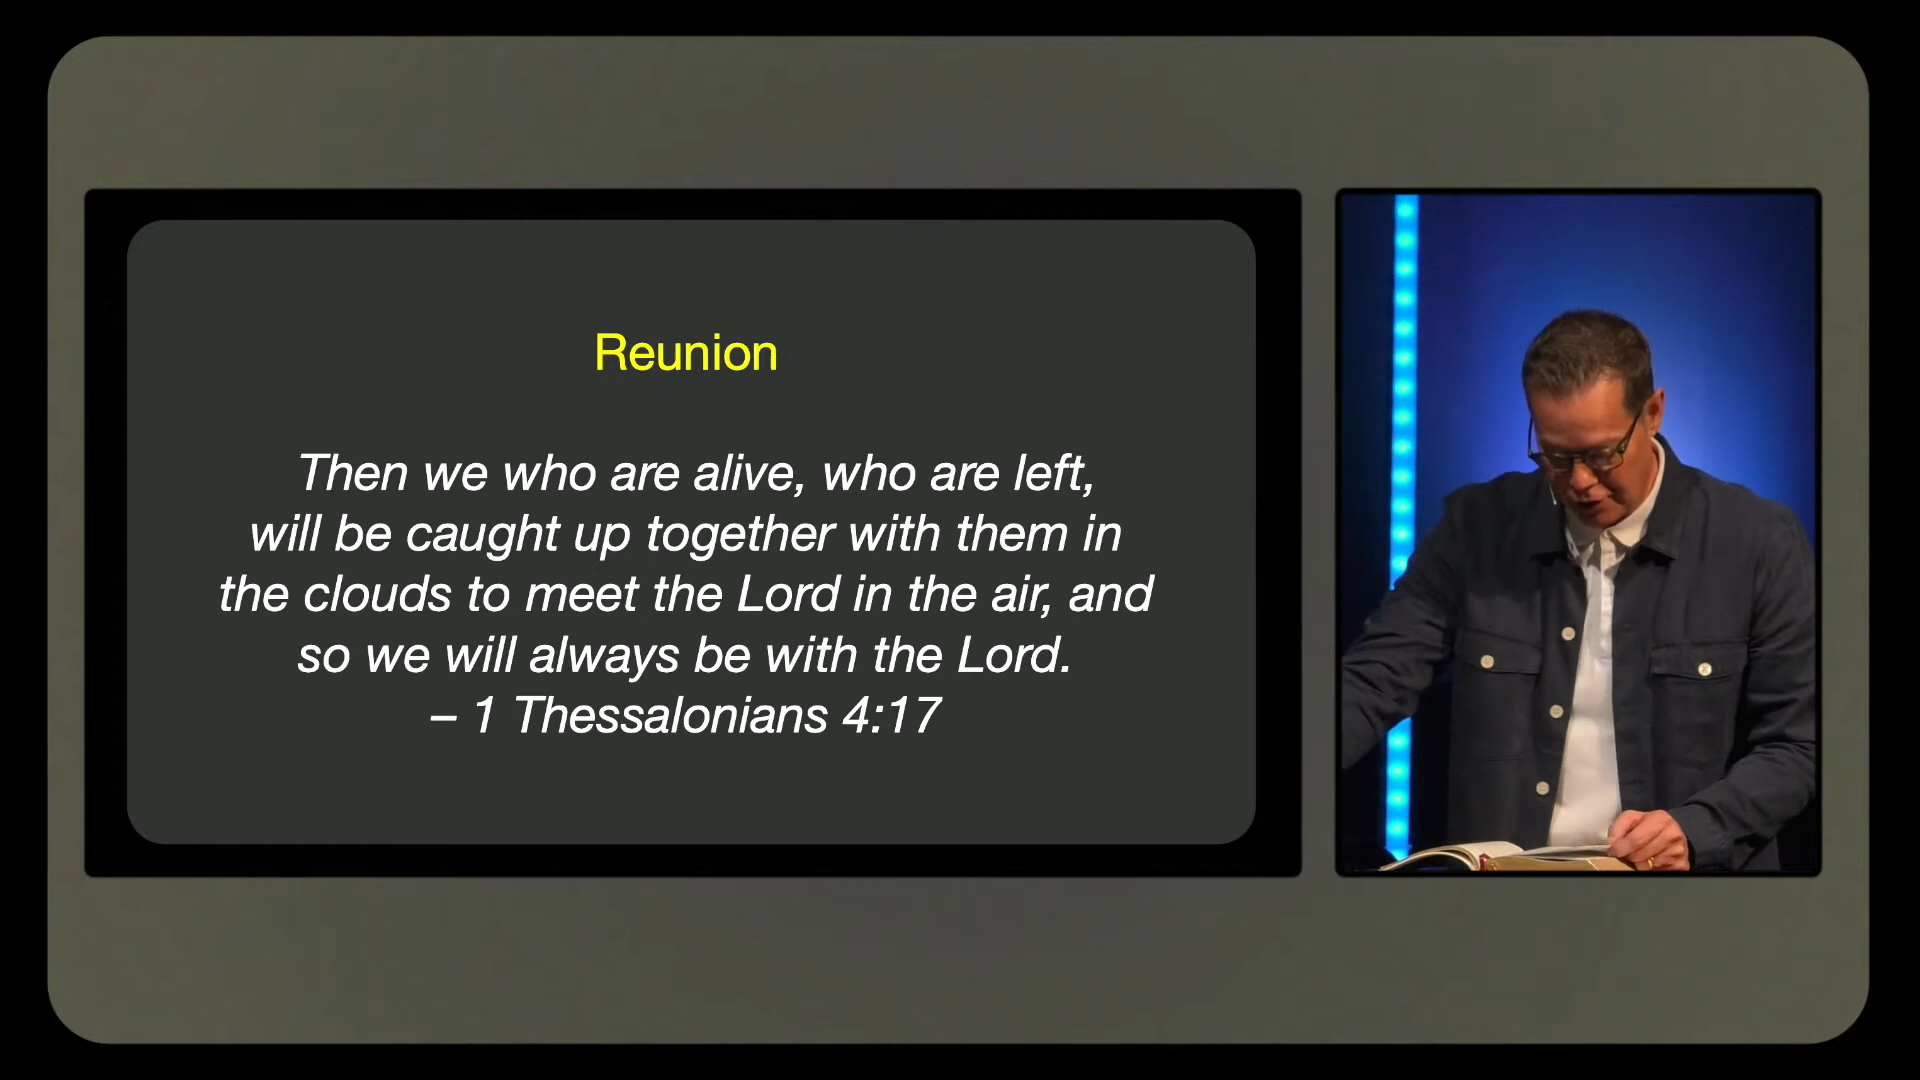 Reunion
Then we who are alive, who are left,
will be caught up together with them in
the clouds to meet the Lord in the air, and
so we will always be with the Lord.
– 1 Thessalonians 4:17